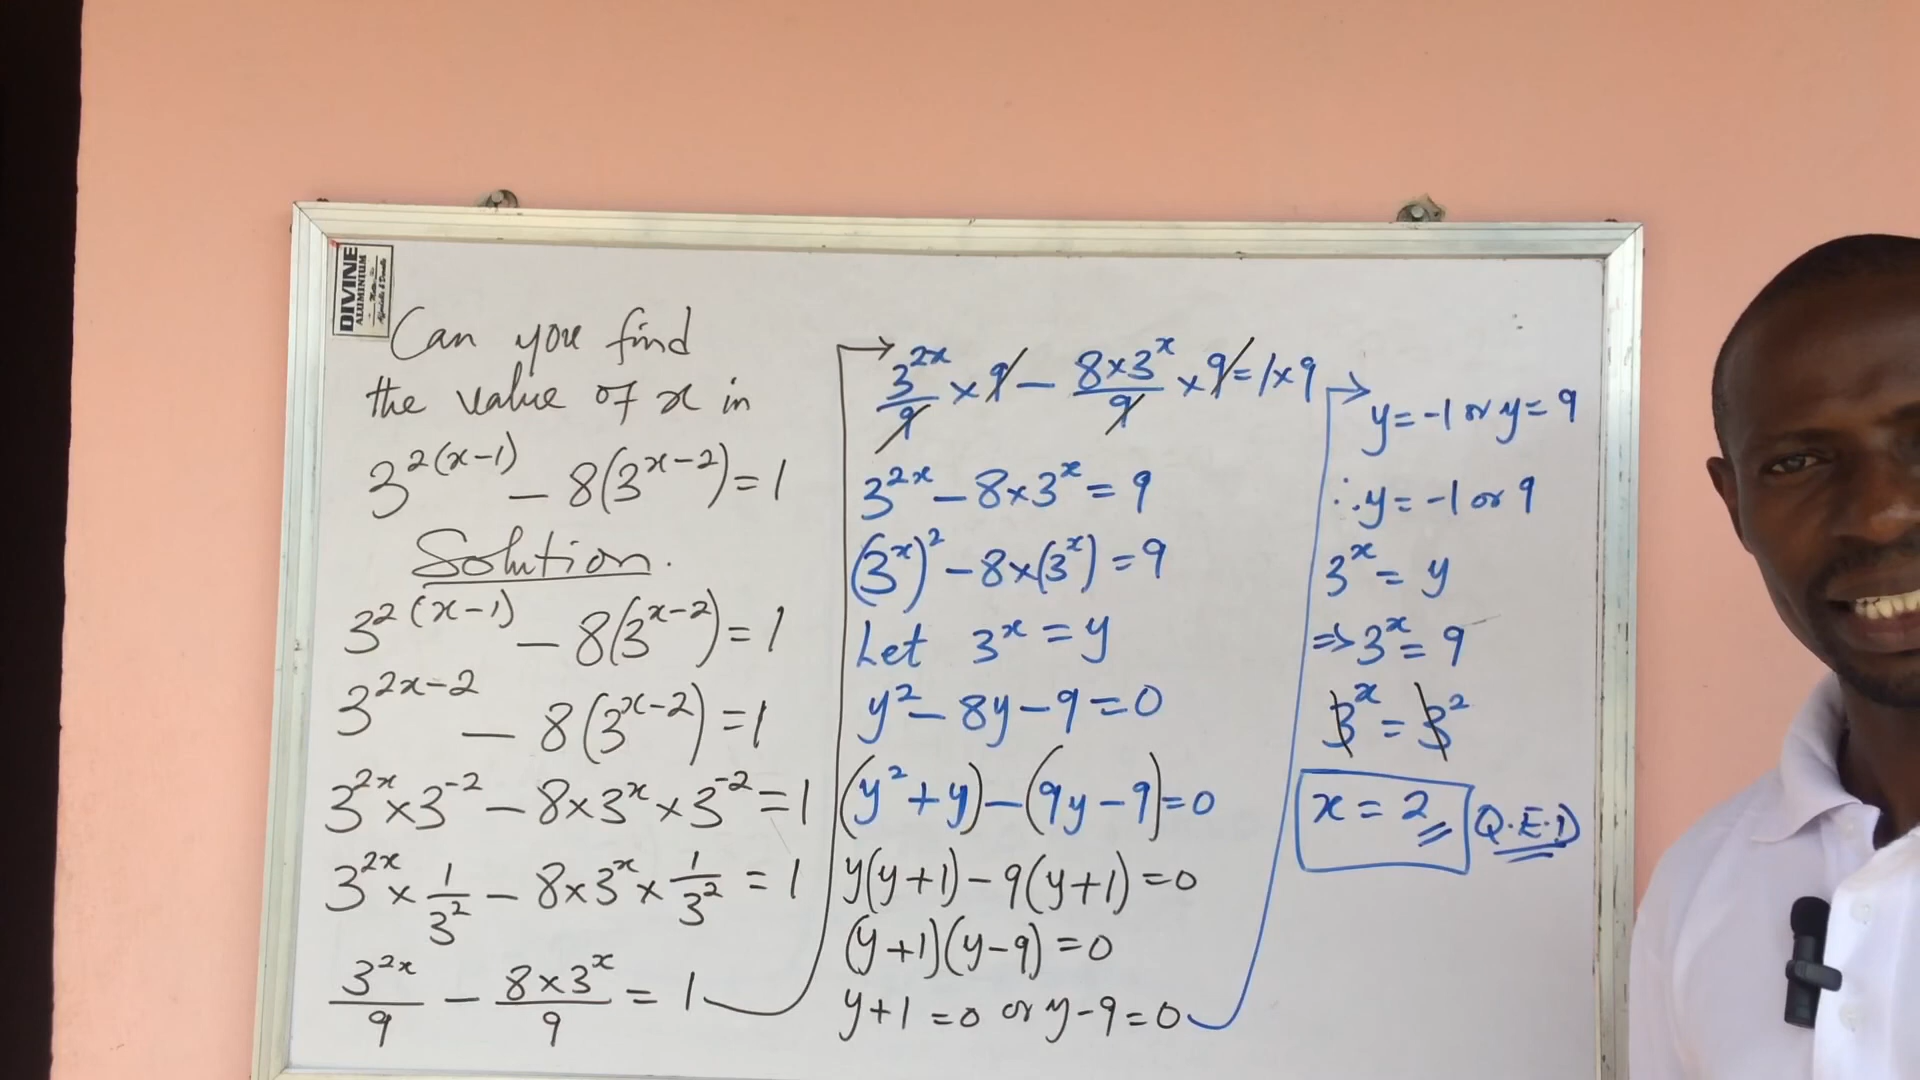 DIVINE
ALUMINIUM
Can you find
the value of x in
3^{2(x-1)} - 8(3^{x-2}) = 1
Solution.
3^{2(x-1)} - 8(3^{x-2}) = 1
3^{2x-2} - 8(3^{x-2}) = 1
3^{2x} × 3^{-2} - 8×3^x × 3^{-2} = 1
3^{2x} × 1/3^2 - 8×3^x × 1/3^2 = 1
3^{2x}/9 - 8×3^x/9 = 1
→ 3^{2x}/9 × 9 - 8×3^x/9 × 9 = 1×9
3^{2x} - 8×3^x = 9
(3^x)^2 - 8×(3^x) = 9
Let 3^x = y
y^2 - 8y - 9 = 0
(y^2 + y) - (9y - 9) = 0
y(y+1) - 9(y+1) = 0
(y+1)(y-9) = 0
y+1 = 0 or y-9 = 0
→ y = -1 or y = 9
∴ y = -1 or 9
3^x = y
⇒ 3^x = 9
3^x = 3^2
x = 2 Q.E.D